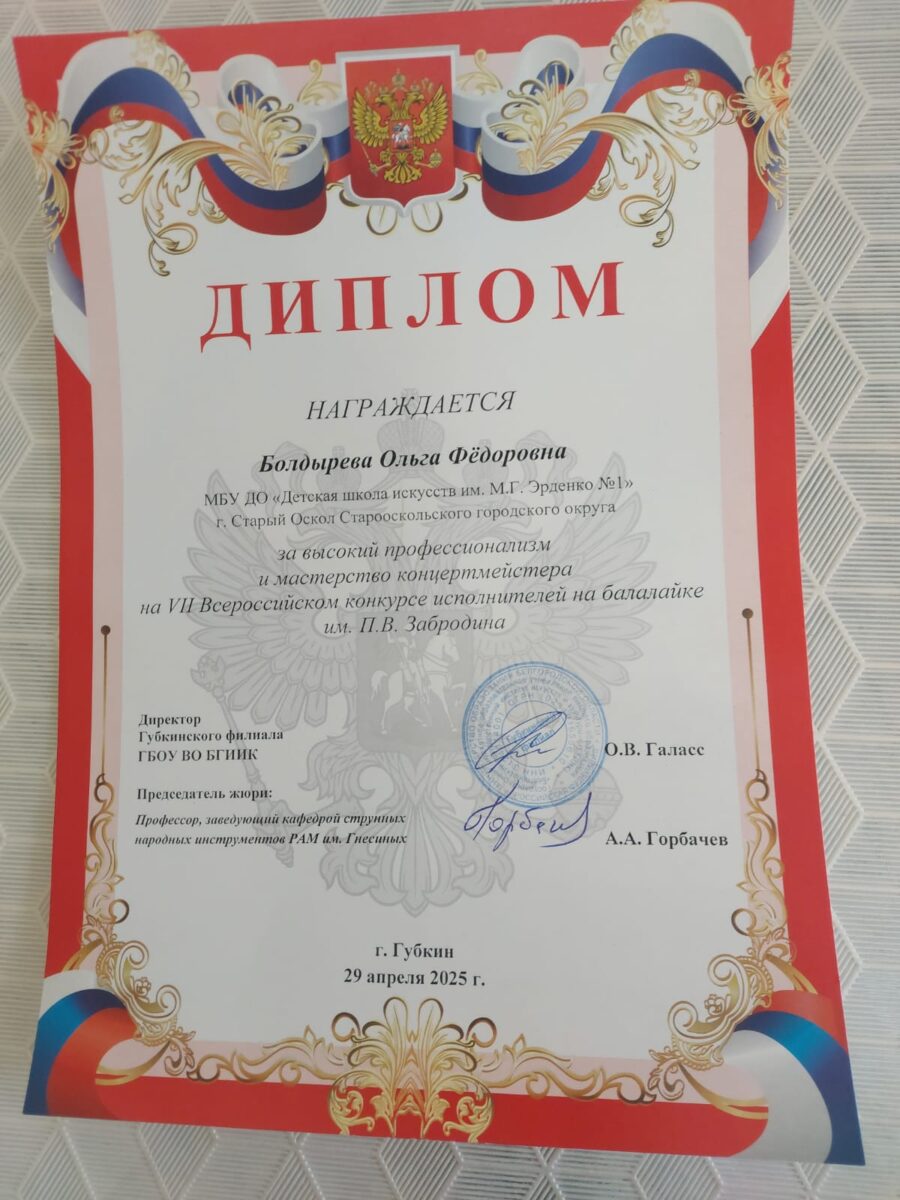 ДИПЛОМ
НАГРАЖДАЕТСЯ
Болдырева Ольга Фёдоровна
МБУ ДО «Детская школа искусств им. М.Г. Эрденко №1»
г. Старый Оскол Старооскольского городского округа
за высокий профессионализм
и мастерство концертмейстера
на VII Всероссийском конкурсе исполнителей на балалайке
им. П.В. Забродина
Директор
Губкинского филиала
ГБОУ ВО БГИИК
О.В. Галасс
Председатель жюри:
Профессор, заведующий кафедрой струнных
народных инструментов РАМ им. Гнесиных
А.А. Горбачев
г. Губкин
29 апреля 2025 г.